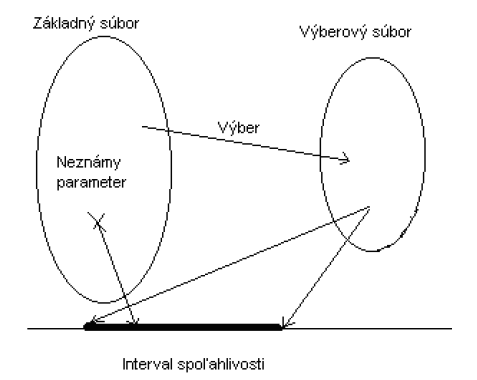 Základný súbor
Výberový súbor
Výber
Neznámy
parameter
Interval spoľahlivosti